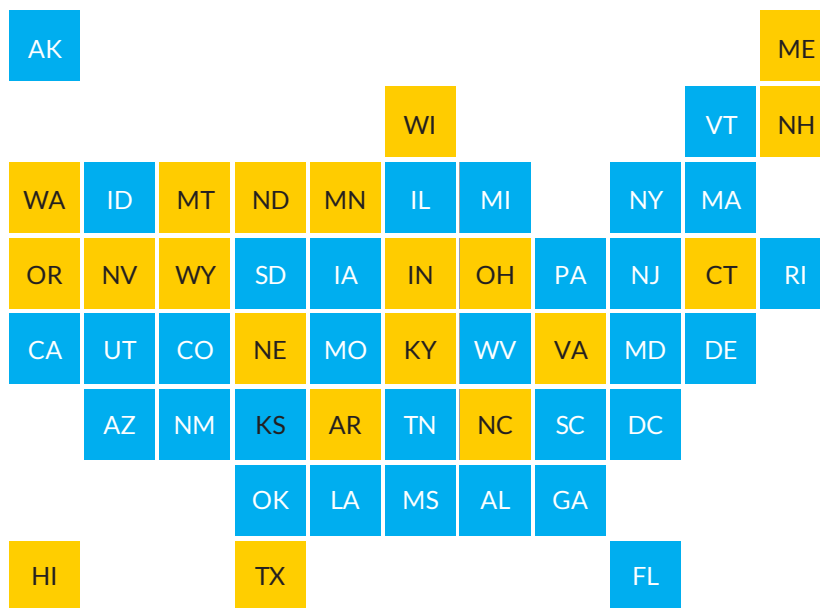 AK ME
WI VT NH
WA ID MT ND MN IL MI NY MA
OR NV WY SD IA IN OH PA NJ CT RI
CA UT CO NE MO KY WV VA MD DE
AZ NM KS AR TN NC SC DC
OK LA MS AL GA
HI TX FL